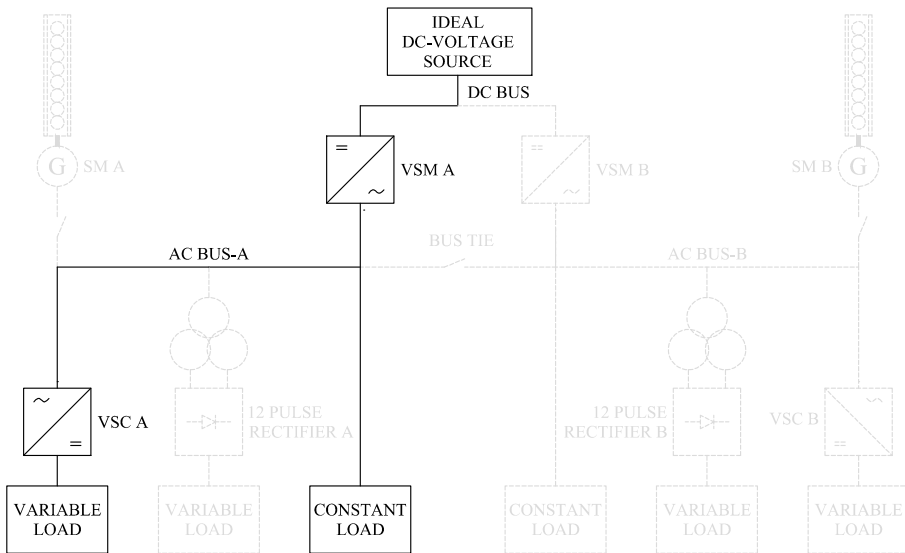 IDEAL
DC-VOLTAGE
SOURCE
DC BUS
G
SM A
VSM A
VSM B
SM B
G
BUS TIE
AC BUS-A
AC BUS-B
VSC A
12 PULSE
RECTIFIER A
12 PULSE
RECTIFIER B
VSC B
VARIABLE
LOAD
VARIABLE
LOAD
CONSTANT
LOAD
CONSTANT
LOAD
VARIABLE
LOAD
VARIABLE
LOAD